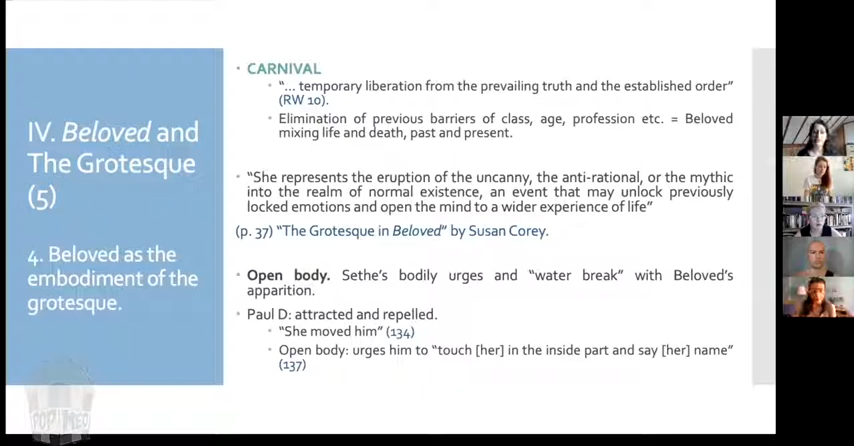 IV. Beloved and
The Grotesque
(5)
4. Beloved as the
embodiment of the
grotesque.
• CARNIVAL
• “… temporary liberation from the prevailing truth and the established order”
(RW 10).
• Elimination of previous barriers of class, age, profession etc. = Beloved
mixing life and death, past and present.
“She represents the eruption of the uncanny, the anti-rational, or the mythic
into the realm of normal existence, an event that may unlock previously
locked emotions and open the mind to a wider experience of life”
(p. 37) “The Grotesque in Beloved” by Susan Corey.
• Open body. Sethe’s bodily urges and “water break” with Beloved’s
apparition.
• Paul D: attracted and repelled.
• “She moved him” (134)
• Open body: urges him to “touch [her] in the inside part and say [her] name”
(137)
POP